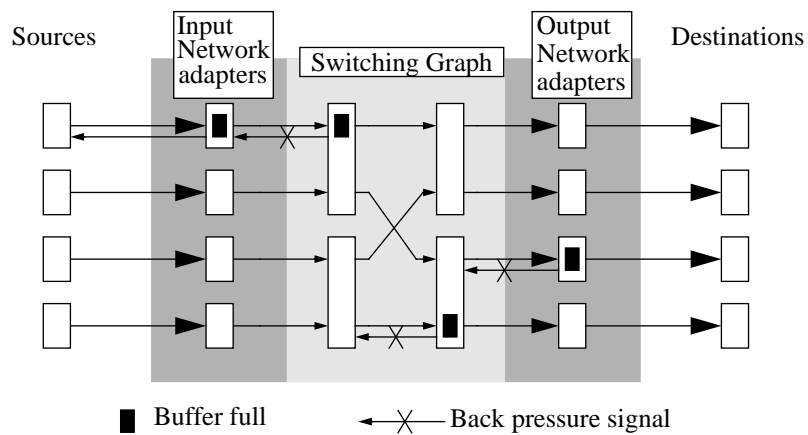 Sources
Input
Network
adapters
Switching Graph
Output
Network
adapters
Destinations
Buffer full
Back pressure signal